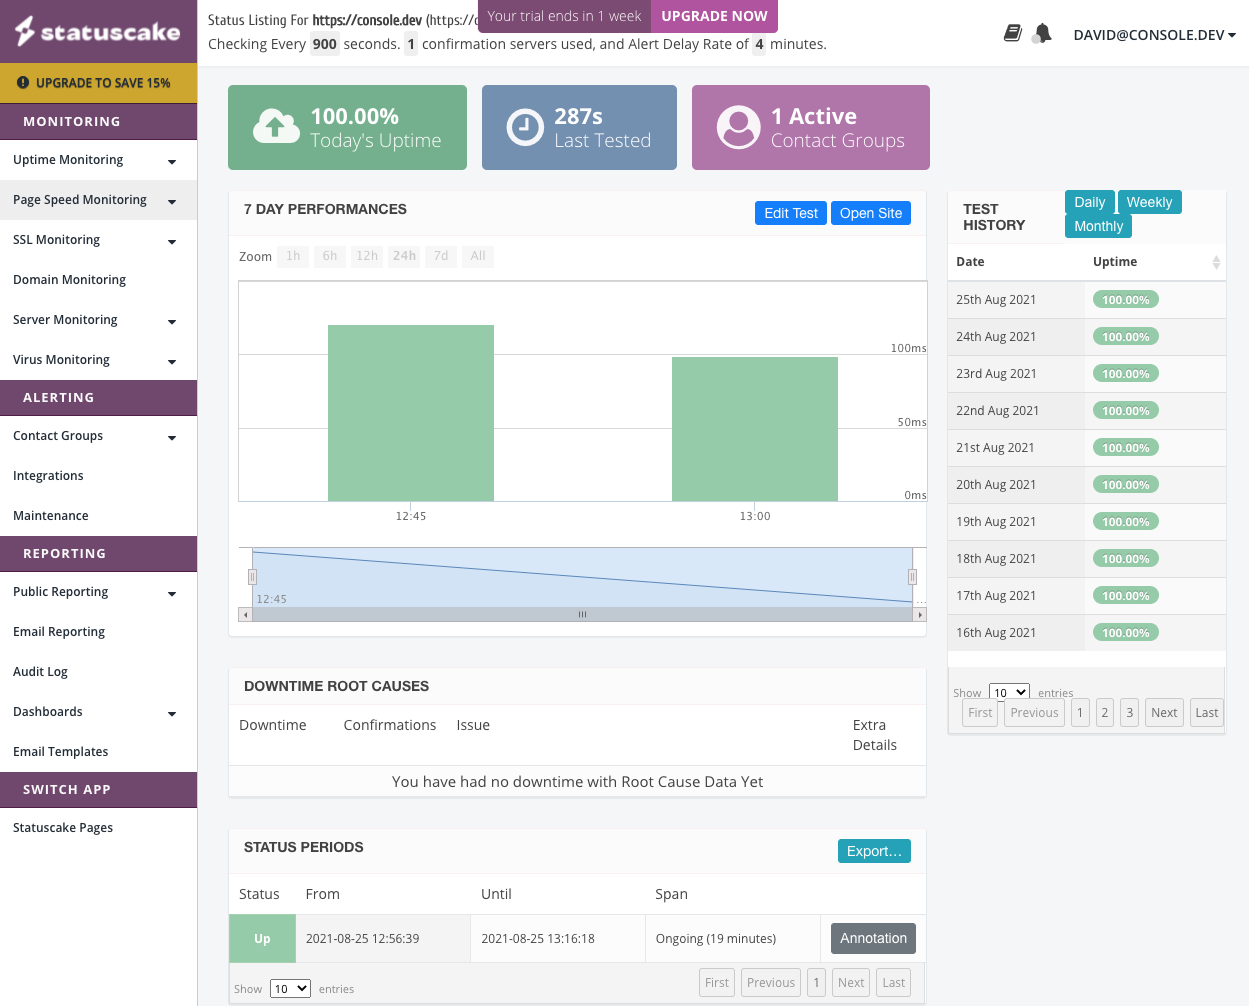 statuscake
UPGRADE TO SAVE 15%
MONITORING
Uptime Monitoring
Page Speed Monitoring
SSL Monitoring
Domain Monitoring
Server Monitoring
Virus Monitoring
ALERTING
Contact Groups
Integrations
Maintenance
REPORTING
Public Reporting
Email Reporting
Audit Log
Dashboards
Email Templates
SWITCH APP
Statuscake Pages
Status Listing For https://console.dev (https://c
Your trial ends in 1 week UPGRADE NOW
Checking Every 900 seconds. 1 confirmation servers used, and Alert Delay Rate of 4 minutes.
DAVID@CONSOLE.DEV
100.00%
Today's Uptime
287s
Last Tested
1 Active
Contact Groups
7 DAY PERFORMANCES
Edit Test Open Site
Zoom 1h 6h 12h 24h 7d All
100ms
50ms
0ms
12:45 13:00
12:45 ...
DOWNTIME ROOT CAUSES
Downtime Confirmations Issue Extra
Details
You have had no downtime with Root Cause Data Yet
STATUS PERIODS
Export...
Status From Until Span
Up 2021-08-25 12:56:39 2021-08-25 13:16:18 Ongoing (19 minutes) Annotation
Show 10 entries
First Previous 1 Next Last
TEST
HISTORY
Daily Weekly
Monthly
Date Uptime
25th Aug 2021 100.00%
24th Aug 2021 100.00%
23rd Aug 2021 100.00%
22nd Aug 2021 100.00%
21st Aug 2021 100.00%
20th Aug 2021 100.00%
19th Aug 2021 100.00%
18th Aug 2021 100.00%
17th Aug 2021 100.00%
16th Aug 2021 100.00%
Show 10 entries
First Previous 1 2 3 Next Last